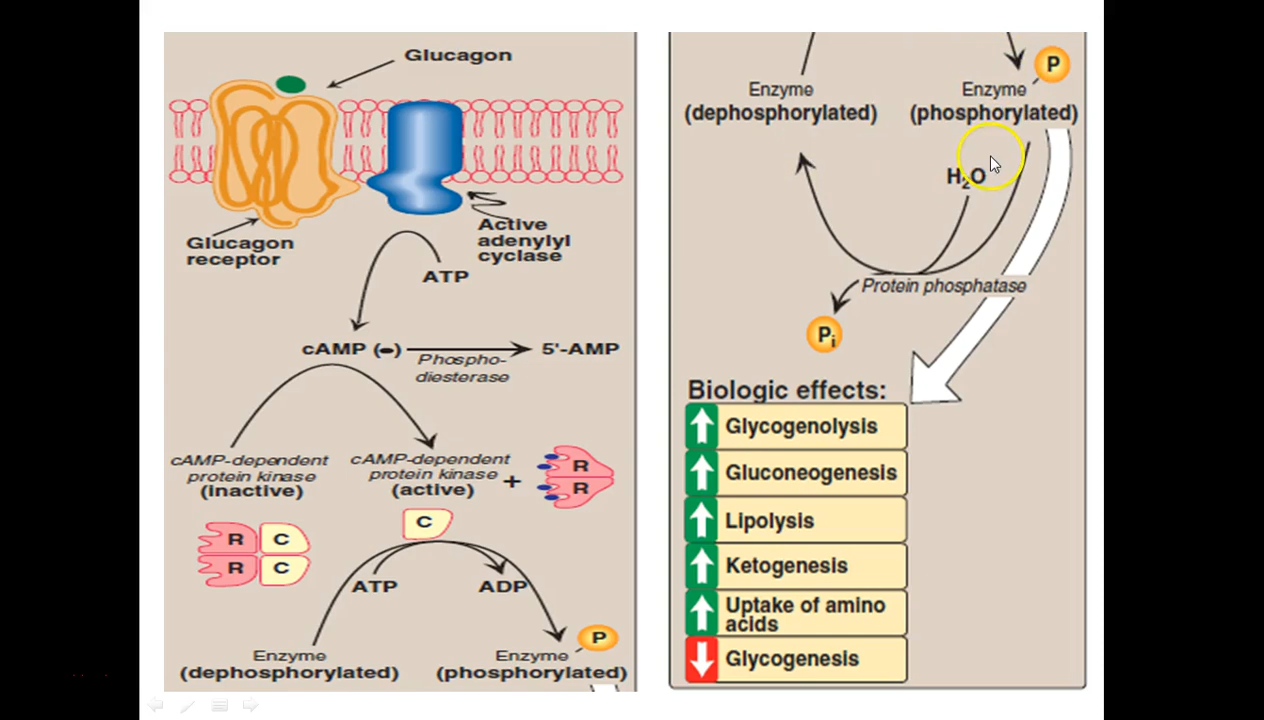 Glucagon
Glucagon
receptor
Active
adenylyl
cyclase
ATP
cAMP (•)
Phospho-
diesterase
5'-AMP
cAMP-dependent
protein kinase
(inactive)
cAMP-dependent
protein kinase
(active)
+
R
R
R C
R C
C
ATP
ADP
P
Enzyme
(dephosphorylated)
Enzyme
(phosphorylated)
P
Enzyme
(dephosphorylated)
Enzyme
(phosphorylated)
H₂O
Protein phosphatase
Pᵢ
Biologic effects:
Glycogenolysis
Gluconeogenesis
Lipolysis
Ketogenesis
Uptake of amino
acids
Glycogenesis